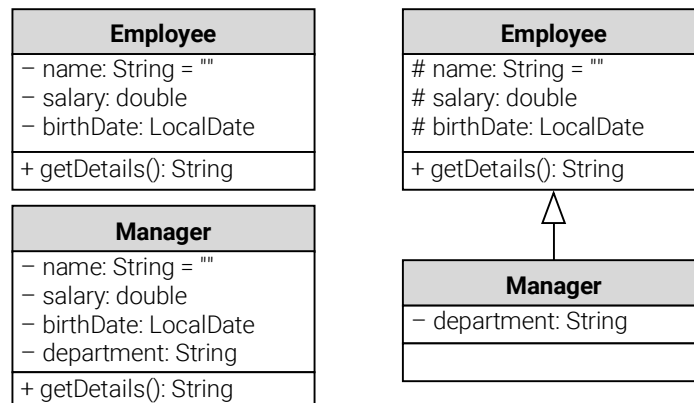 Employee
– name: String = ""
– salary: double
– birthDate: LocalDate
+ getDetails(): String
Manager
– name: String = ""
– salary: double
– birthDate: LocalDate
– department: String
+ getDetails(): String
Employee
# name: String = ""
# salary: double
# birthDate: LocalDate
+ getDetails(): String
Manager
– department: String